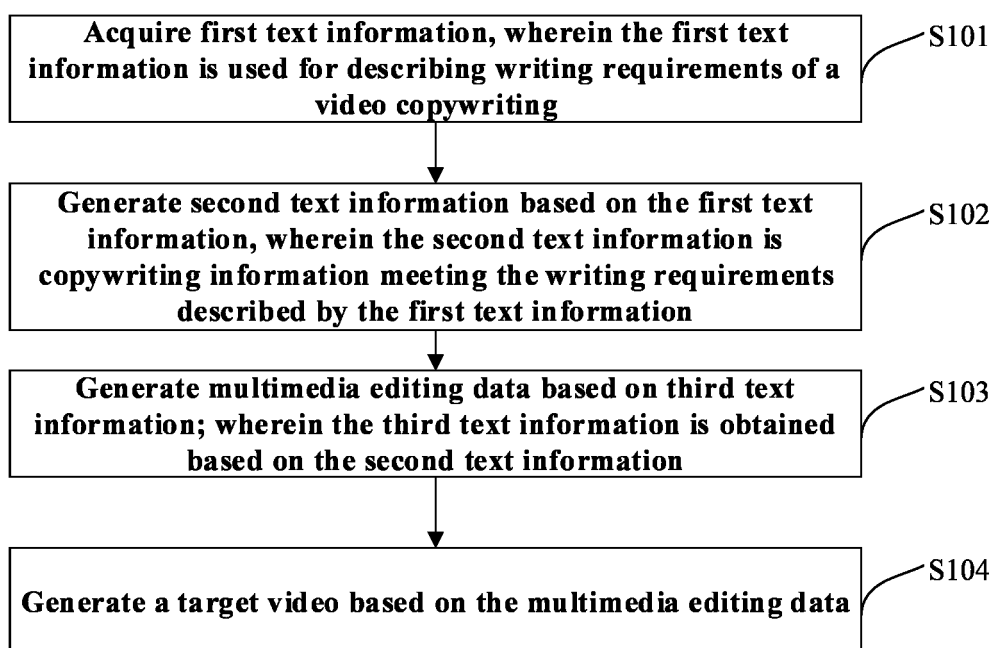 Acquire first text information, wherein the first text
information is used for describing writing requirements of a
video copywriting
S101
Generate second text information based on the first text
information, wherein the second text information is
copywriting information meeting the writing requirements
described by the first text information
S102
Generate multimedia editing data based on third text
information; wherein the third text information is obtained
based on the second text information
S103
Generate a target video based on the multimedia editing data
S104